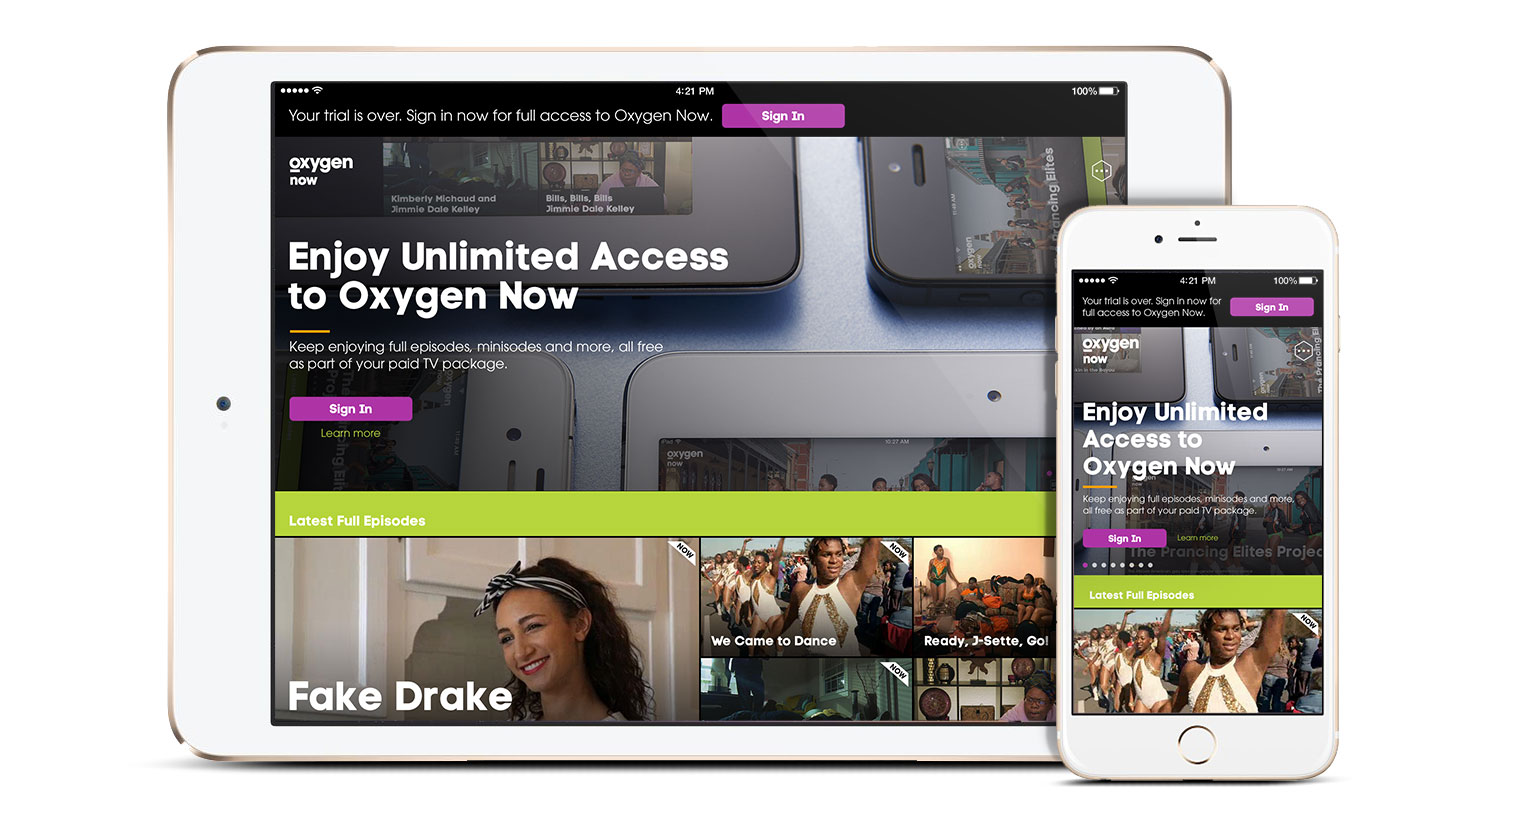 4:21 PM
100%
Your trial is over. Sign in now for full access to Oxygen Now.
Sign In
oxygen
now
Kimberly Michaud and
Jimmie Dale Kelley
Bills, Bills, Bills
Jimmie Dale Kelley
Prancing Elites
oxygen
now
Enjoy Unlimited Access
to Oxygen Now
Keep enjoying full episodes, minisodes and more, all free
as part of your paid TV package.
Sign In
Learn more
iPad
10:27 AM
oxygen
now
Latest Full Episodes
NOW
Fake Drake
NOW
We Came to Dance
Ready, J-Sette, Go!
NOW
4:21 PM
100%
Your trial is over. Sign in now for
full access to Oxygen Now.
Sign In
oxygen
now
Enjoy Unlimited
Access to
Oxygen Now
Keep enjoying full episodes, minisodes and more,
all free as part of your paid TV package.
Sign In
Learn more
The Prancing Elites Projec
Latest Full Episodes
NOW